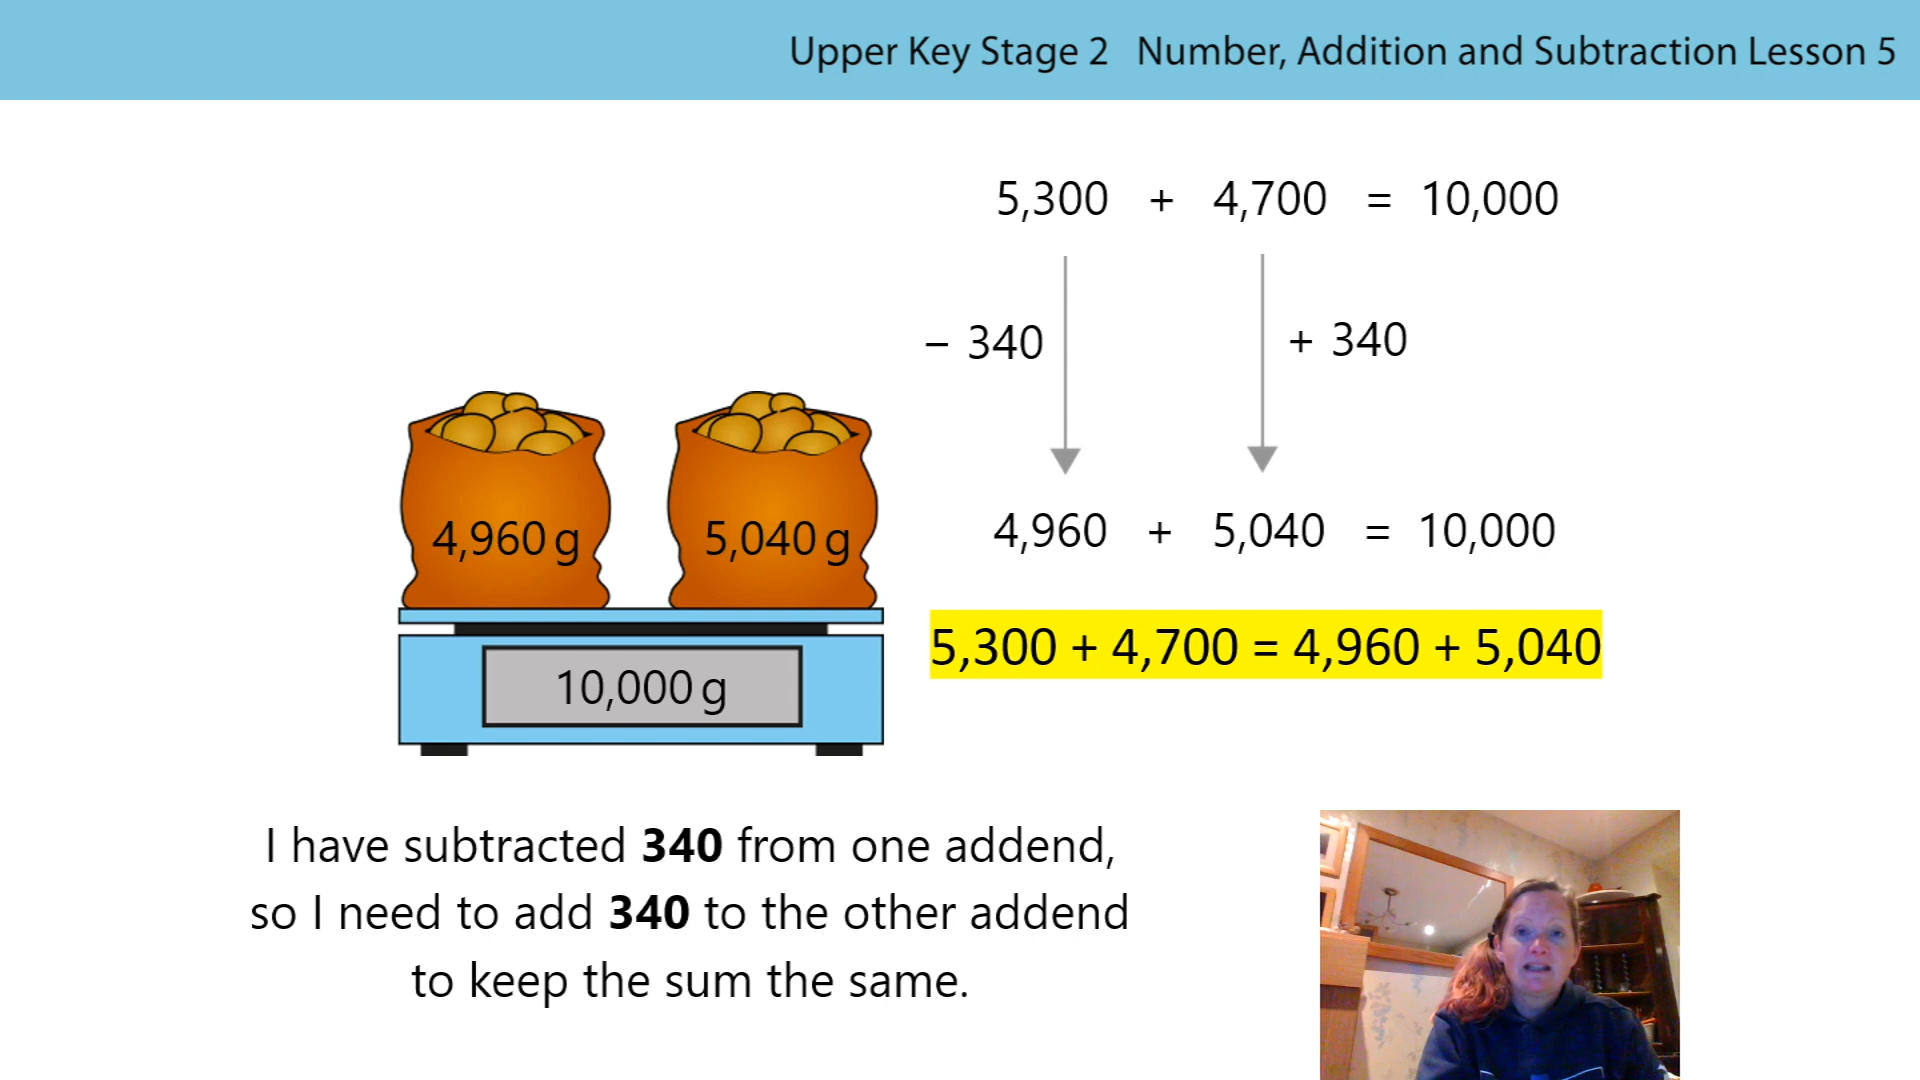 Upper Key Stage 2 Number, Addition and Subtraction Lesson 5
5,300 + 4,700 = 10,000
− 340 + 340
4,960 + 5,040 = 10,000
4,960 g 5,040 g
5,300 + 4,700 = 4,960 + 5,040
10,000 g
I have subtracted 340 from one addend,
so I need to add 340 to the other addend
to keep the sum the same.